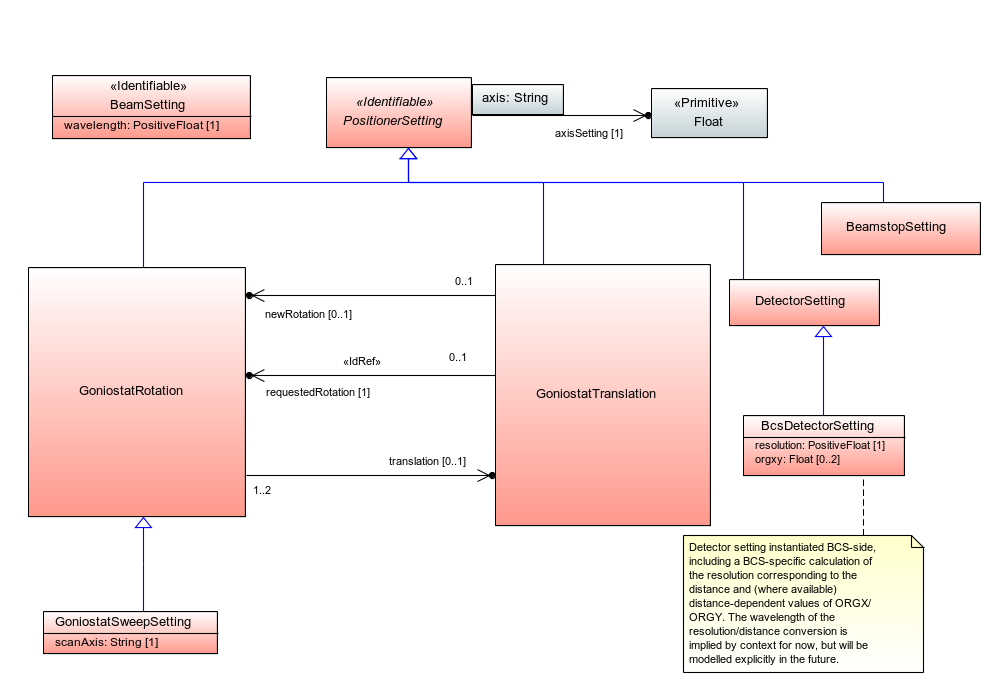 «Identifiable»
BeamSetting
wavelength: PositiveFloat [1]
«Identifiable»
PositionerSetting
axis: String
axisSetting [1]
«Primitive»
Float
BeamstopSetting
DetectorSetting
GoniostatRotation
0..1
newRotation [0..1]
«IdRef»
0..1
requestedRotation [1]
translation [0..1]
1..2
GoniostatTranslation
BcsDetectorSetting
resolution: PositiveFloat [1]
orgxy: Float [0..2]
GoniostatSweepSetting
scanAxis: String [1]
Detector setting instantiated BCS-side,
including a BCS-specific calculation of
the resolution corresponding to the
distance and (where available)
distance-dependent values of ORGX/
ORGY. The wavelength of the
resolution/distance conversion is
implied by context for now, but will be
modelled explicitly in the future.